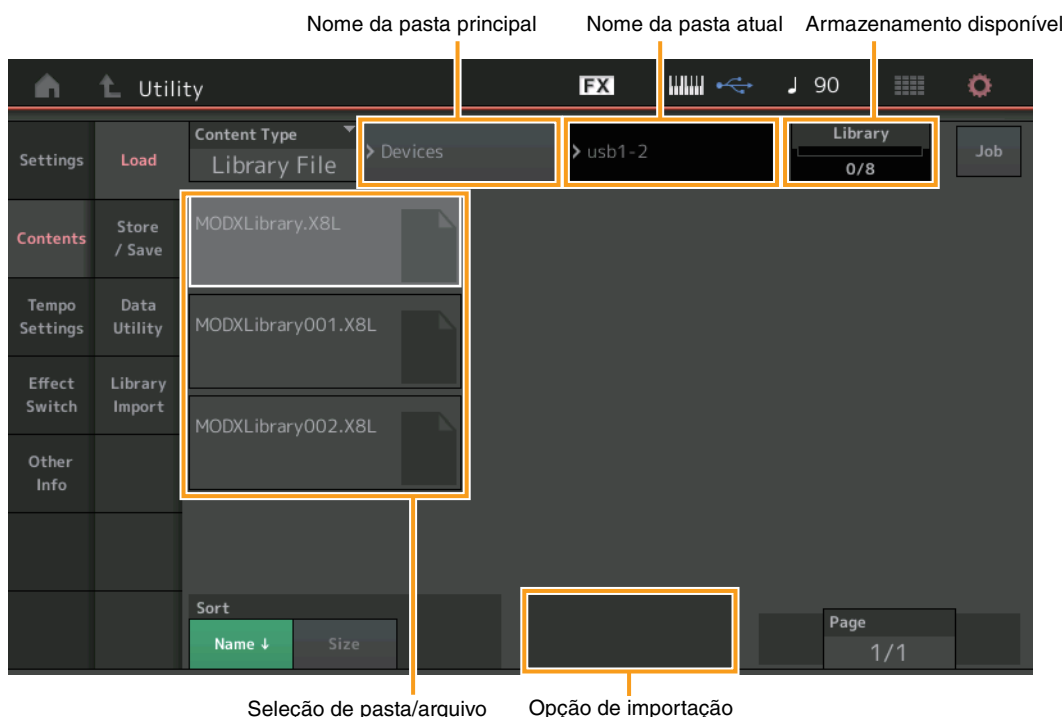 Nome da pasta principal
Nome da pasta atual
Armazenamento disponível
Utility
FX
90
Settings
Load
Content Type
Library File
Devices
usb1-2
Library
0/8
Job
Contents
Store
/ Save
MODXLibrary.X8L
Tempo
Settings
Data
Utility
MODXLibrary001.X8L
Effect
Switch
Library
Import
MODXLibrary002.X8L
Other
Info
Sort
Name ↓
Size
Page
1/1
Seleção de pasta/arquivo
Opção de importação